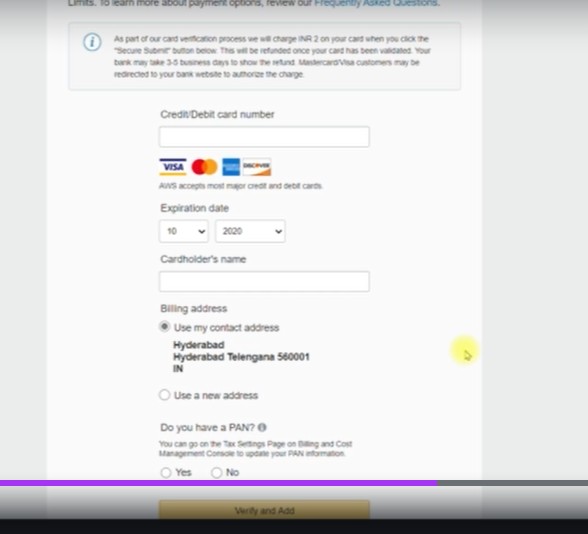 Limits. To learn more about payment options, review our Frequently Asked Questions.
As part of our card verification process we will charge INR 2 on your card when you click the
"Secure Submit" button below. This will be refunded once your card has been validated. Your
bank may take 3-5 business days to show the refund. Mastercard/Visa customers may be
redirected to your bank website to authorize the charge.
Credit/Debit card number
VISA DISCOVER
AWS accepts most major credit and debit cards.
Expiration date
10 2020
Cardholder's name
Billing address
Use my contact address
Hyderabad
Hyderabad Telengana 560001
IN
Use a new address
Do you have a PAN?
You can go on the Tax Settings Page on Billing and Cost
Management Console to update your PAN information.
Yes No
Verify and Add